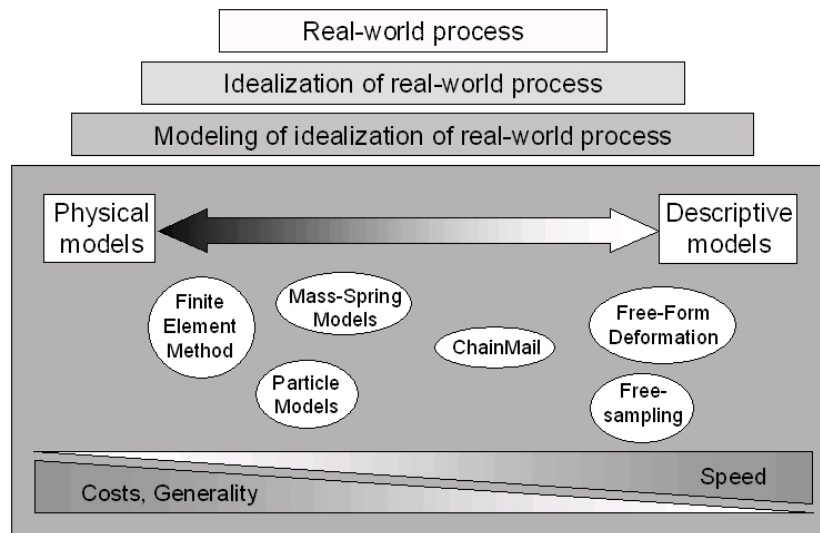 Real-world process
Idealization of real-world process
Modeling of idealization of real-world process
Physical
models
Descriptive
models
Finite
Element
Method
Mass-Spring
Models
Particle
Models
ChainMail
Free-Form
Deformation
Free-
sampling
Speed
Costs, Generality